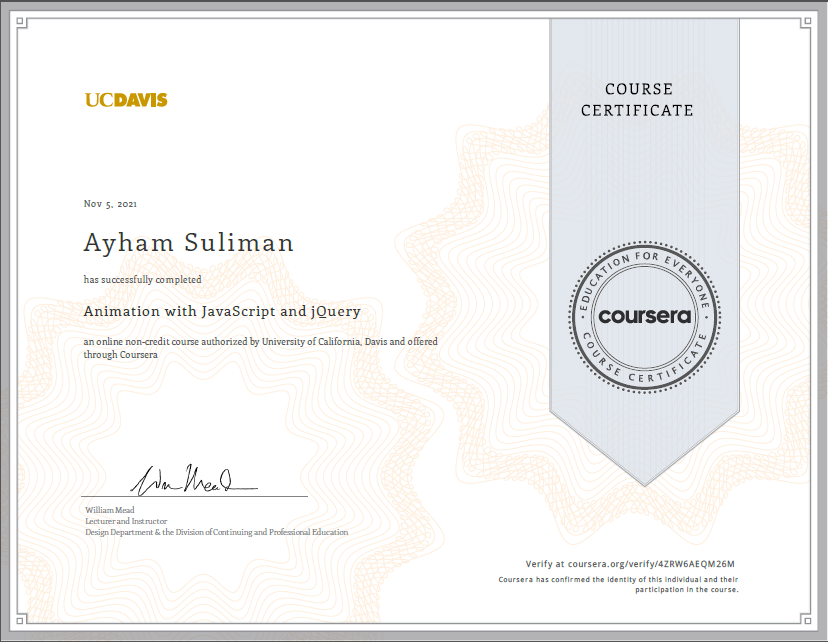 UCDAVIS
COURSE
CERTIFICATE
Nov 5, 2021
Ayham Suliman
has successfully completed
Animation with JavaScript and jQuery
an online non-credit course authorized by University of California, Davis and offered
through Coursera
EDUCATION FOR EVERYONE
coursera
COURSE CERTIFICATE
William Mead
Lecturer and Instructor
Design Department & the Division of Continuing and Professional Education
Verify at coursera.org/verify/4ZRW6AEQM26M
Coursera has confirmed the identity of this individual and their
participation in the course.